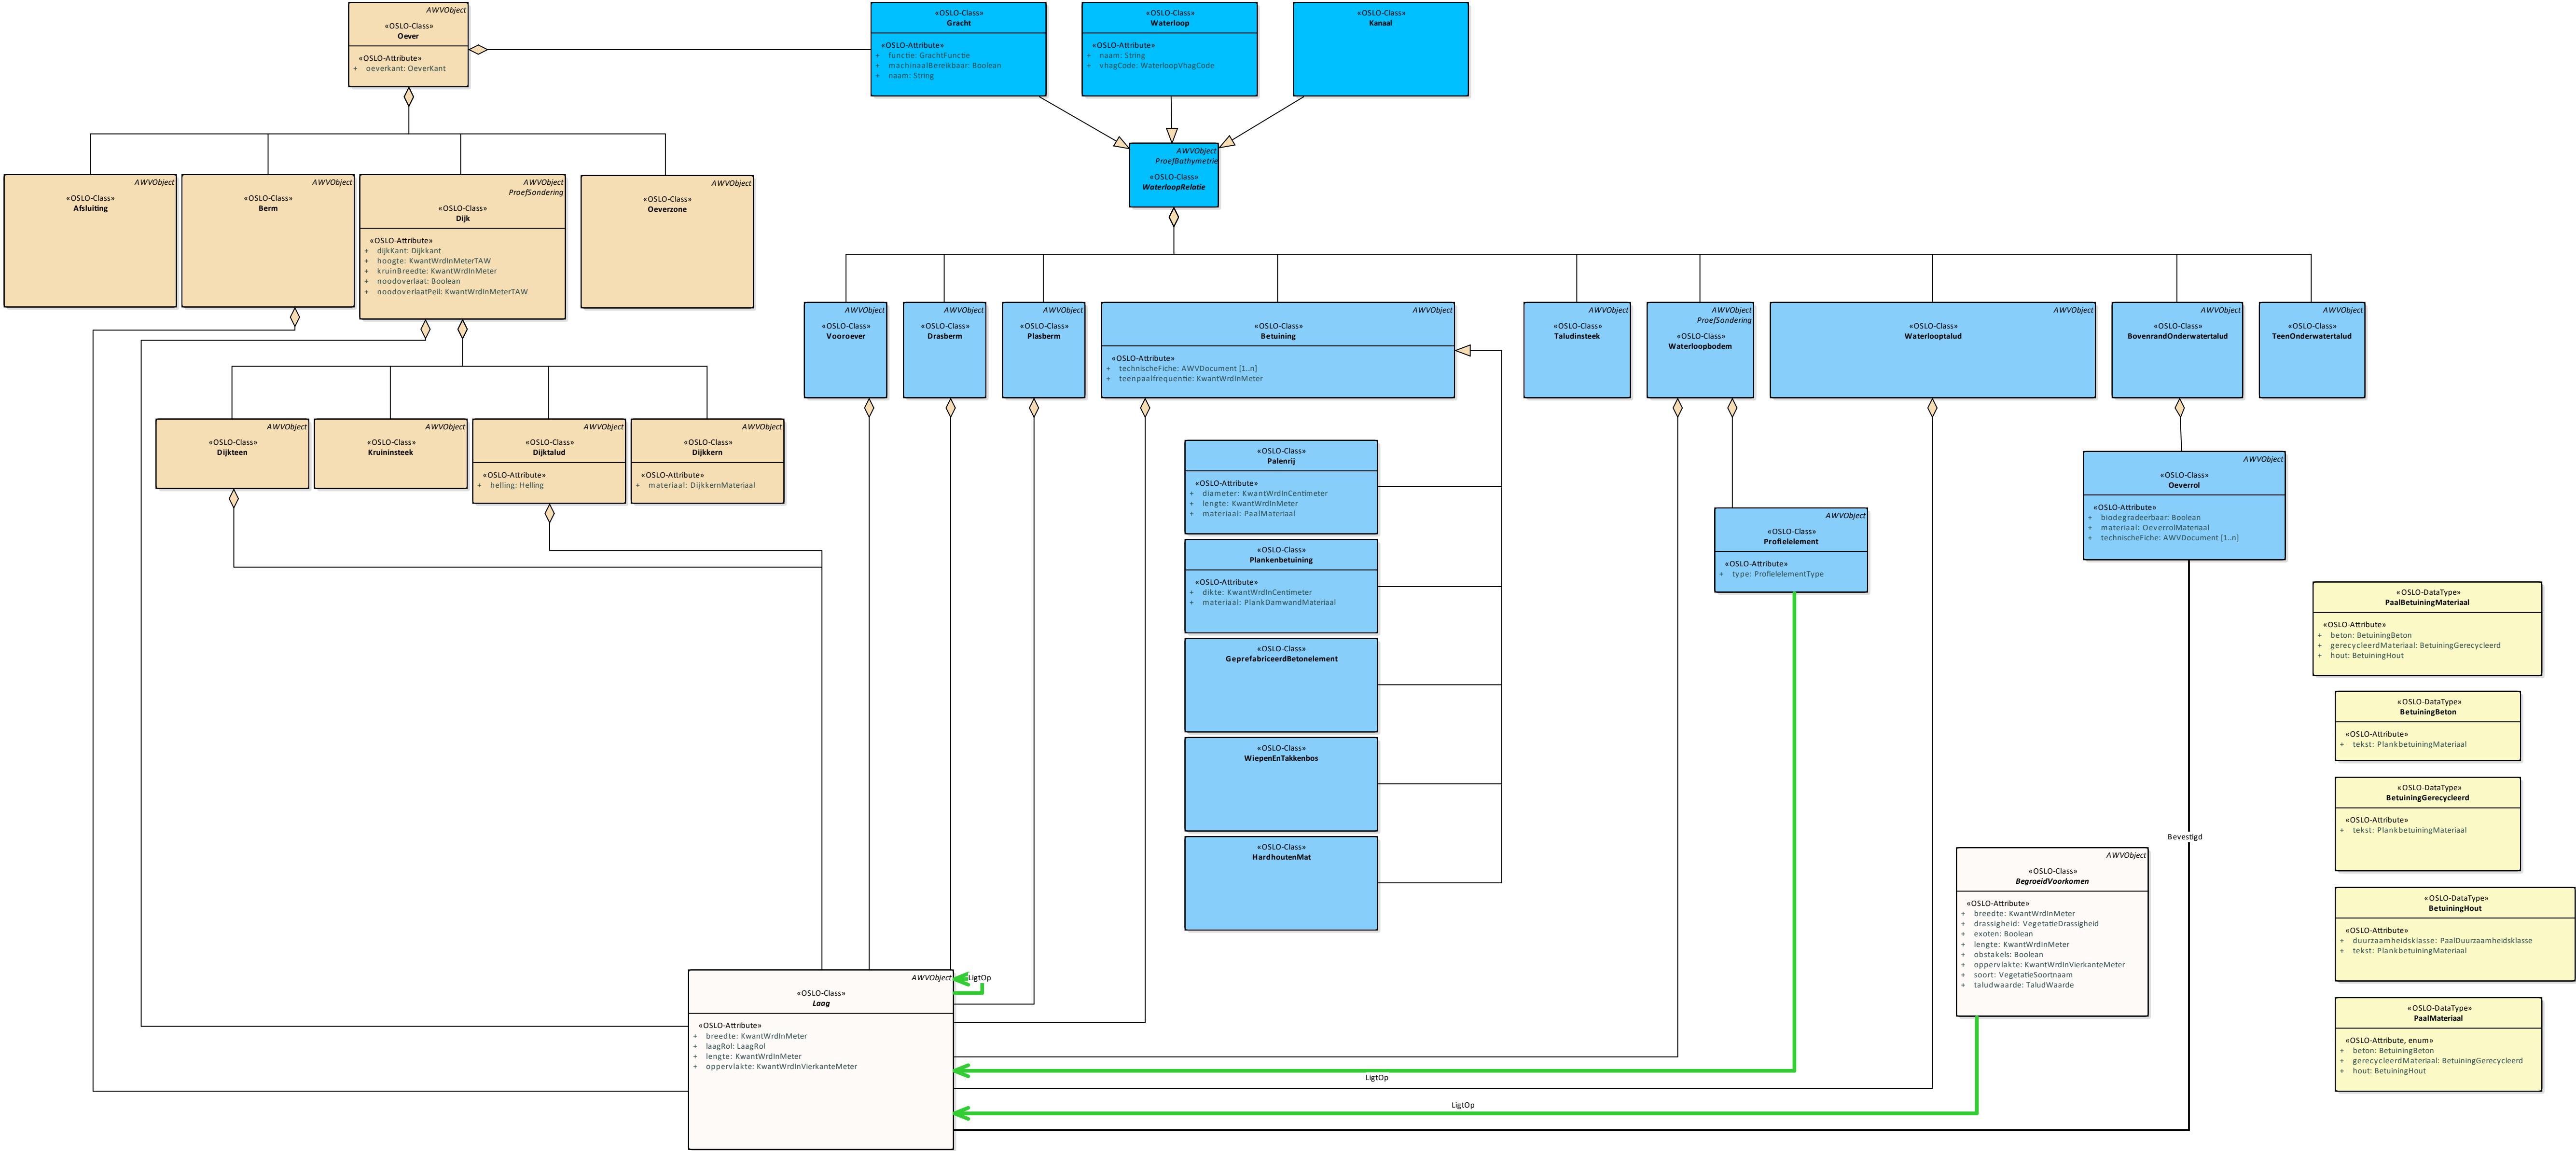 AWVObject
«OSLO-Class»
Oever
«OSLO-Attribute»
+ oeverkant: OeverKant
«OSLO-Class»
Gracht
«OSLO-Attribute»
+ functie: GrachtFunctie
+ machinaalBereikbaar: Boolean
+ naam: String
«OSLO-Class»
Waterloop
«OSLO-Attribute»
+ naam: String
+ vhagCode: WaterloopVhagCode
«OSLO-Class»
Kanaal
AWVObject
ProefBathymetrie
«OSLO-Class»
WaterloopRelatie
AWVObject
«OSLO-Class»
Afsluiting
AWVObject
«OSLO-Class»
Berm
AWVObject
ProefSondering
«OSLO-Class»
Dijk
«OSLO-Attribute»
+ dijkKant: Dijkkant
+ hoogte: KwantWrdInMeterTAW
+ kruinBreedte: KwantWrdInMeter
+ noodoverlaat: Boolean
+ noodoverlaatPeil: KwantWrdInMeterTAW
AWVObject
«OSLO-Class»
Oeverzone
AWVObject
«OSLO-Class»
Vooroever
AWVObject
«OSLO-Class»
Drasberm
AWVObject
«OSLO-Class»
Plasberm
AWVObject
«OSLO-Class»
Betuining
«OSLO-Attribute»
+ technischeFiche: AWVDocument [1..n]
+ teenpaalfrequentie: KwantWrdInMeter
AWVObject
«OSLO-Class»
Taludinsteek
AWVObject
ProefSondering
«OSLO-Class»
Waterloopbodem
AWVObject
«OSLO-Class»
Waterlooptalud
AWVObject
«OSLO-Class»
BovenrandOnderwatertalud
AWVObject
«OSLO-Class»
TeenOnderwatertalud
AWVObject
«OSLO-Class»
Dijkteen
AWVObject
«OSLO-Class»
Kruininsteek
AWVObject
«OSLO-Class»
Dijktalud
«OSLO-Attribute»
+ helling: Helling
AWVObject
«OSLO-Class»
Dijkkern
«OSLO-Attribute»
+ materiaal: DijkkernMateriaal
«OSLO-Class»
Palenrij
«OSLO-Attribute»
+ diameter: KwantWrdInCentimeter
+ lengte: KwantWrdInMeter
+ materiaal: PaalMateriaal
«OSLO-Class»
Plankenbetuining
«OSLO-Attribute»
+ dikte: KwantWrdInCentimeter
+ materiaal: PlankDamwandMateriaal
«OSLO-Class»
GeprefabriceerdBetonelement
«OSLO-Class»
WiepenEnTakkenbos
«OSLO-Class»
HardhoutenMat
AWVObject
«OSLO-Class»
Profielelement
«OSLO-Attribute»
+ type: ProfielelementType
AWVObject
«OSLO-Class»
Oeverrol
«OSLO-Attribute»
+ biodegradeerbaar: Boolean
+ materiaal: OeverrolMateriaal
+ technischeFiche: AWVDocument [1..n]
«OSLO-DataType»
PaalBetuiningMateriaal
«OSLO-Attribute»
+ beton: BetuiningBeton
+ gerecycleerdMateriaal: BetuiningGerecycleerd
+ hout: BetuiningHout
«OSLO-DataType»
BetuiningBeton
«OSLO-Attribute»
+ tekst: PlankbetuiningMateriaal
«OSLO-DataType»
BetuiningGerecycleerd
«OSLO-Attribute»
+ tekst: PlankbetuiningMateriaal
«OSLO-DataType»
BetuiningHout
«OSLO-Attribute»
+ duurzaamheidsklasse: PaalDuurzaamheidsklasse
+ tekst: PlankbetuiningMateriaal
«OSLO-DataType»
PaalMateriaal
«OSLO-Attribute, enum»
+ beton: BetuiningBeton
+ gerecycleerdMateriaal: BetuiningGerecycleerd
+ hout: BetuiningHout
Bevestigd
AWVObject
«OSLO-Class»
BegroeidVoorkomen
«OSLO-Attribute»
+ breedte: KwantWrdInMeter
+ drassigheid: VegetatieDrassigheid
+ exoten: Boolean
+ lengte: KwantWrdInMeter
+ obstakels: Boolean
+ oppervlakte: KwantWrdInVierkanteMeter
+ soort: VegetatieSoortnaam
+ taludwaarde: TaludWaarde
AWVObject
«OSLO-Class»
Laag
«OSLO-Attribute»
+ breedte: KwantWrdInMeter
+ laagRol: LaagRol
+ lengte: KwantWrdInMeter
+ oppervlakte: KwantWrdInVierkanteMeter
LigtOp
LigtOp
LigtOp